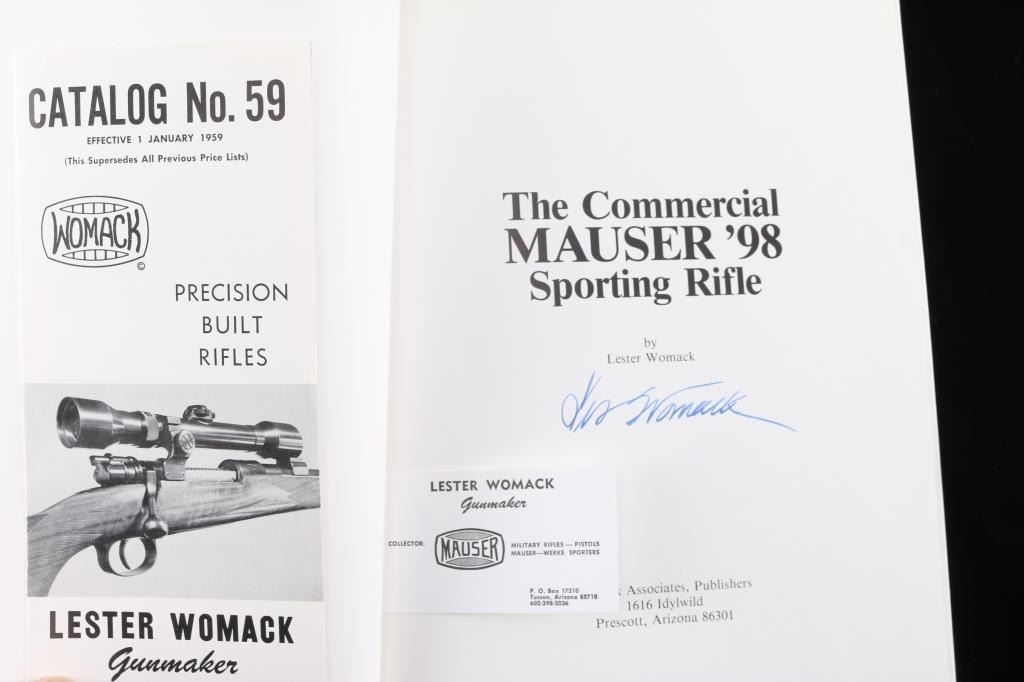 CATALOG No. 59
EFFECTIVE 1 JANUARY 1959
(This Supersedes All Previous Price Lists)
WOMACK
©
PRECISION
BUILT
RIFLES
LESTER WOMACK
Gunmaker
The Commercial
MAUSER ’98
Sporting Rifle
by
Lester Womack
Les Womack
LESTER WOMACK
Gunmaker
COLLECTOR:
MAUSER
MILITARY RIFLES — PISTOLS
MAUSER—WERKE SPORTERS
P. O. Box 17210
Tucson, Arizona 85710
602-298-2036
Associates, Publishers
1616 Idylwild
Prescott, Arizona 86301